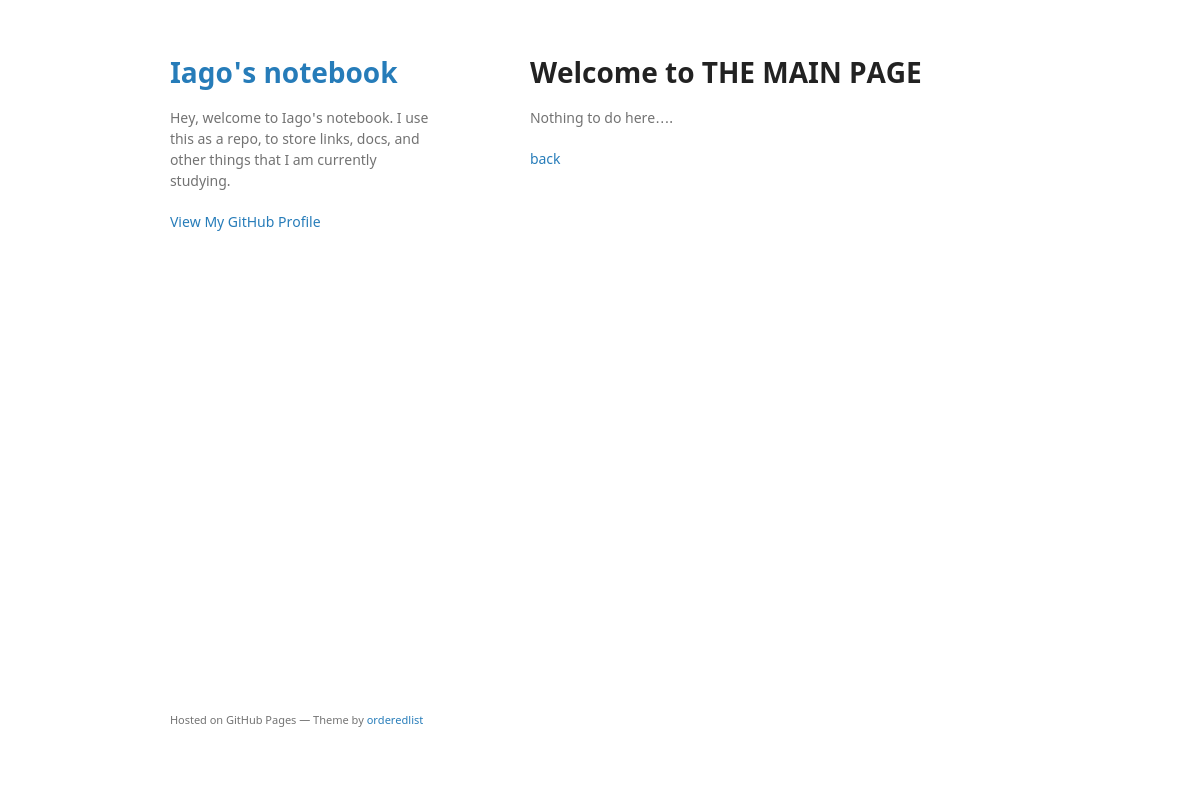 Iago's notebook
Hey, welcome to Iago's notebook. I use
this as a repo, to store links, docs, and
other things that I am currently
studying.
View My GitHub Profile
Welcome to THE MAIN PAGE
Nothing to do here….
back
Hosted on GitHub Pages — Theme by orderedlist